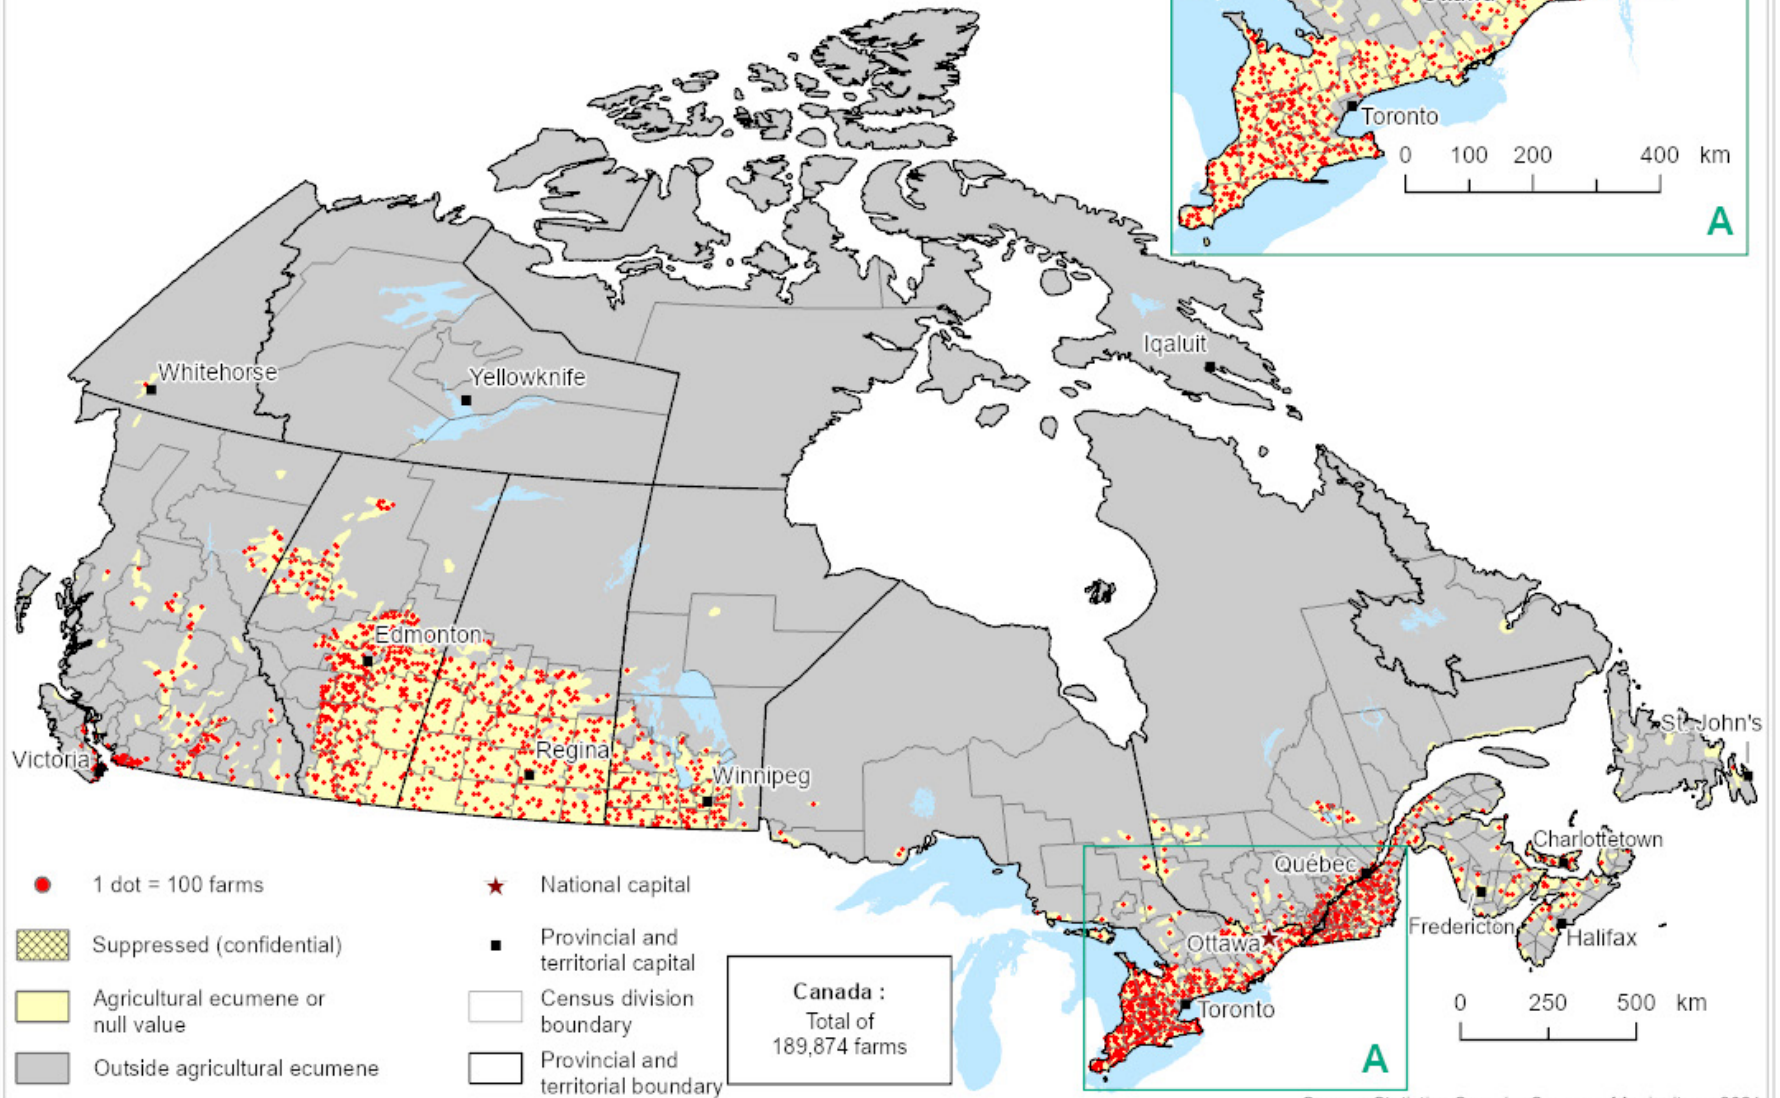 Toronto
0 100 200 400 km
A
Iqaluit
Whitehorse
Yellowknife
Edmonton
St. John's
Victoria
Regina
Winnipeg
Charlottetown
Québec
Fredericton
Halifax
Ottawa
Toronto
0 250 500 km
A
1 dot = 100 farms
Suppressed (confidential)
Agricultural ecumene or
null value
Outside agricultural ecumene
National capital
Provincial and
territorial capital
Census division
boundary
Provincial and
territorial boundary
Canada :
Total of
189,874 farms